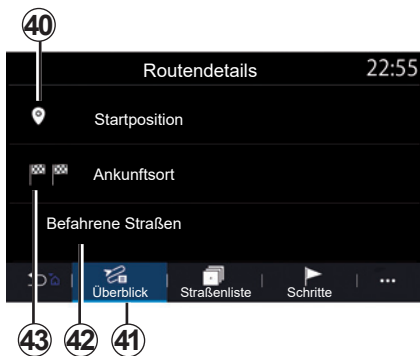 40
Routendetails 22:55
Startposition
Ankunftsort
Befahrene Straßen
Überblick Straßenliste Schritte ...
43 42 41